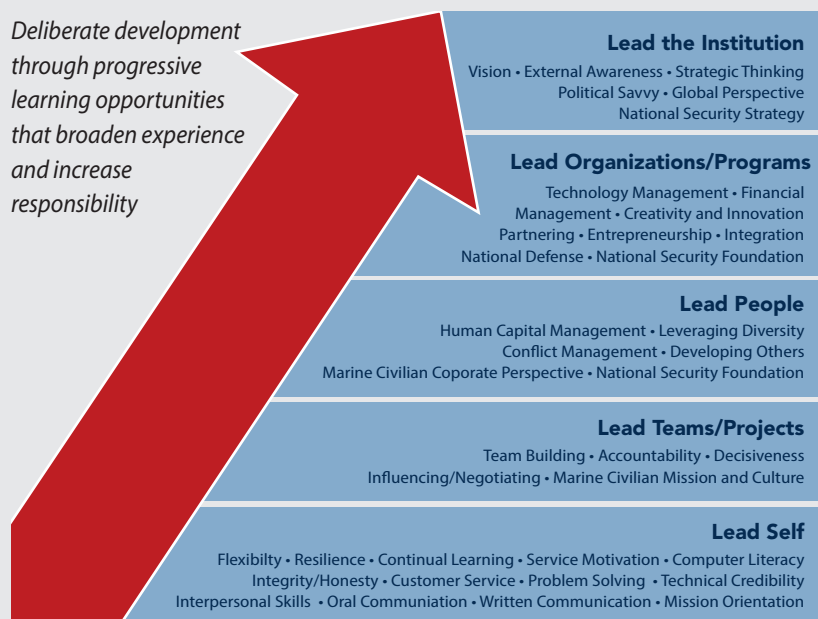 Deliberate development
through progressive
learning opportunities
that broaden experience
and increase
responsibility
Lead the Institution
Vision • External Awareness • Strategic Thinking
Political Savvy • Global Perspective
National Security Strategy
Lead Organizations/Programs
Technology Management • Financial
Management • Creativity and Innovation
Partnering • Entrepreneurship • Integration
National Defense • National Security Foundation
Lead People
Human Capital Management • Leveraging Diversity
Conflict Management • Developing Others
Marine Civilian Coporate Perspective • National Security Foundation
Lead Teams/Projects
Team Building • Accountability • Decisiveness
Influencing/Negotiating • Marine Civilian Mission and Culture
Lead Self
Flexibilty • Resilience • Continual Learning • Service Motivation • Computer Literacy
Integrity/Honesty • Customer Service • Problem Solving • Technical Credibility
Interpersonal Skills • Oral Communiation • Written Communication • Mission Orientation